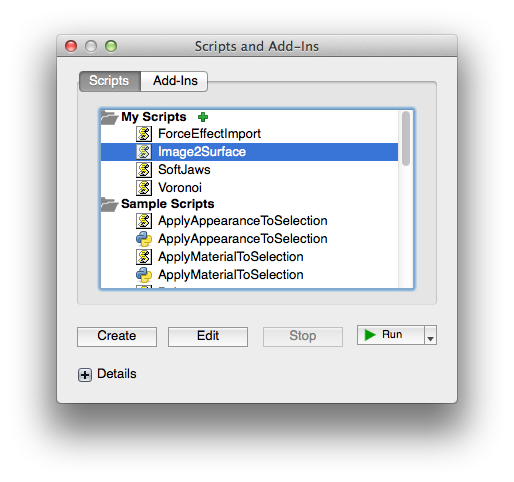 Scripts and Add-Ins
Scripts Add-Ins
My Scripts
ForceEffectImport
Image2Surface
SoftJaws
Voronoi
Sample Scripts
ApplyAppearanceToSelection
ApplyAppearanceToSelection
ApplyMaterialToSelection
ApplyMaterialToSelection
Create Edit Stop Run
Details